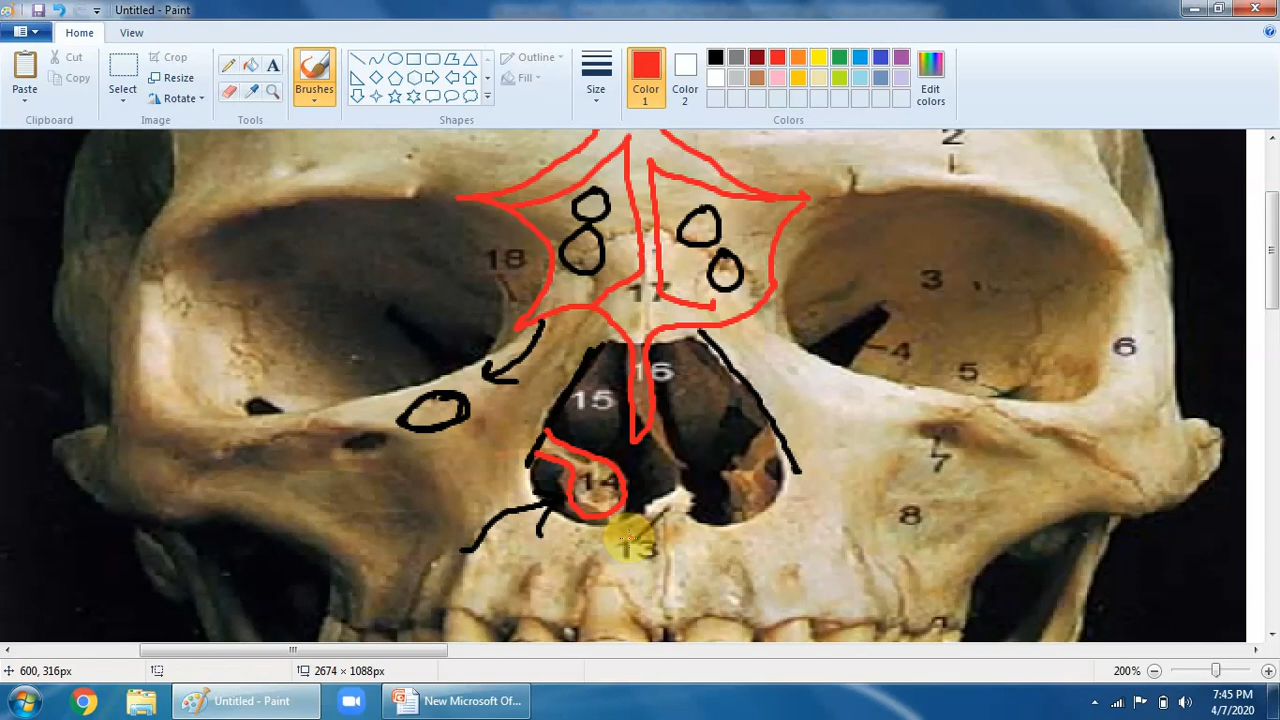 Untitled - Paint
Home
View
Paste
Cut
Copy
Clipboard
Select
Crop
Resize
Rotate
Image
A
Tools
Brushes
Outline
Fill
Shapes
Size
Color
1
Color
2
Edit
colors
Colors
2
18
3
17
6
4
16
5
15
7
14
8
13
600, 316px
2674 × 1088px
200%
Untitled - Paint
New Microsoft Of...
7:45 PM
4/7/2020